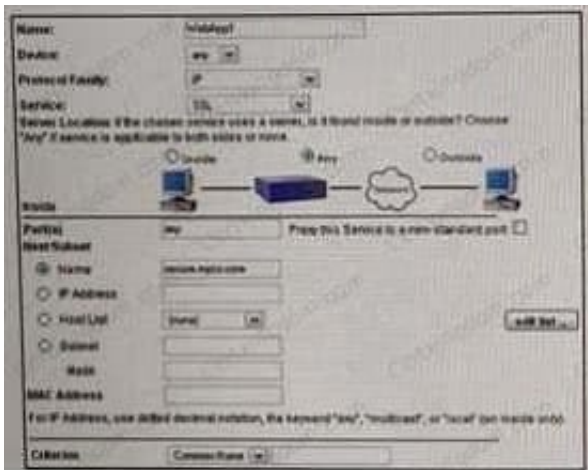 Name: WebApp1
Device: any
Protocol Family: IP
Service: SSL
Server Location: If the chosen service uses a server, is it found inside or outside? Choose
"Any" if service is applicable to both sides or none.
Inside Any Outside
Network
Inside
Port(s) any Proxy this Service to a non-standard port
Host/Subnet
Name secure.myco.com
IP Address
Host List (none) edit list ...
Subnet
Mask
MAC Address
For IP Address, use dotted decimal notation, the keyword "any", "multicast", or "local" (on inside only)
Criterion Common Name